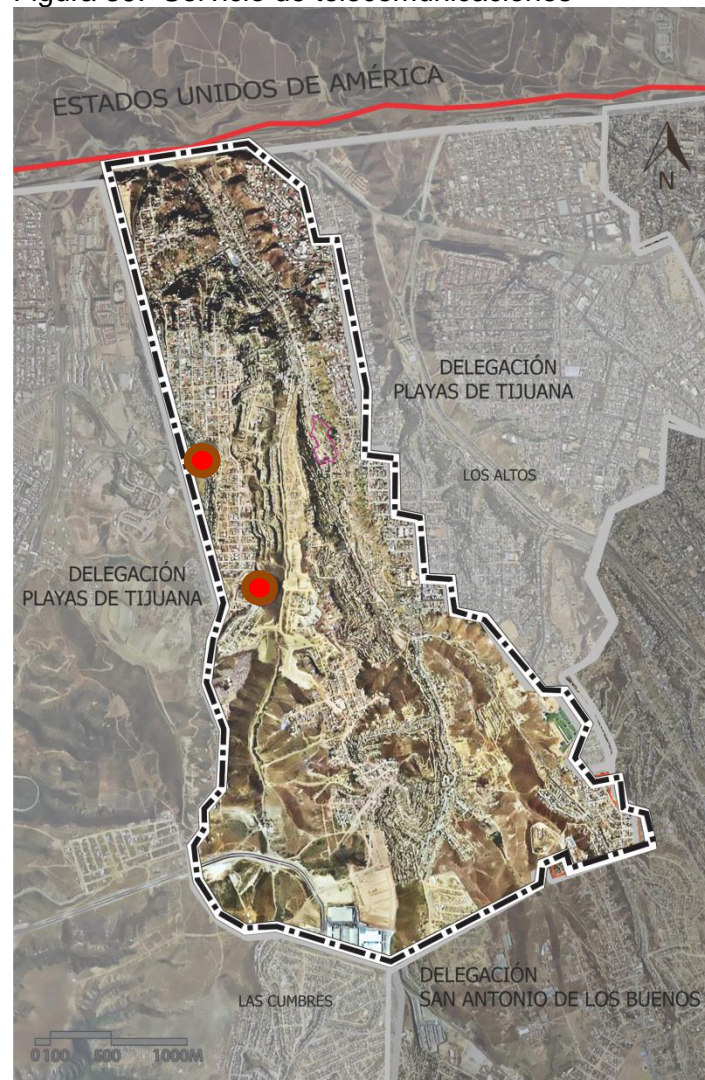 ESTADOS UNIDOS DE AMÉRICA
N
DELEGACIÓN
PLAYAS DE TIJUANA
LOS ALTOS
DELEGACIÓN
PLAYAS DE TIJUANA
DELEGACIÓN
SAN ANTONIO DE LOS BUENOS
LAS CUMBRES
0 100 500 1000M